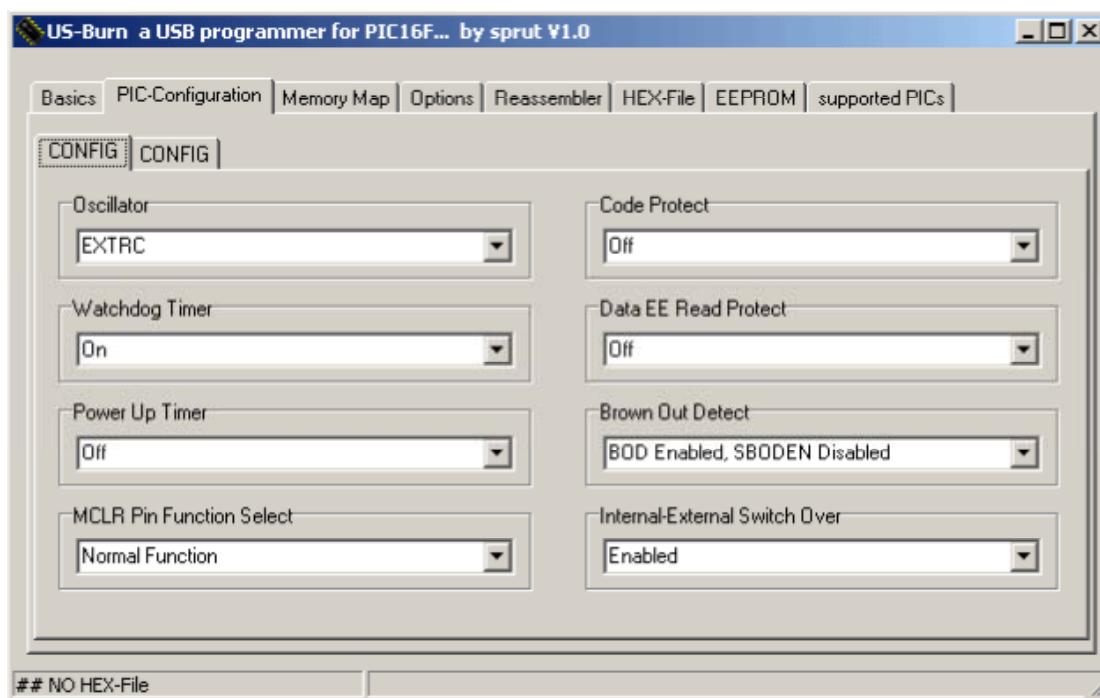 US-Burn a USB programmer for PIC16F... by sprut V1.0
Basics PIC-Configuration Memory Map Options Reassembler HEX-File EEPROM supported PICs
CONFIG CONFIG
Oscillator
EXTRC
Watchdog Timer
On
Power Up Timer
Off
MCLR Pin Function Select
Normal Function
Code Protect
Off
Data EE Read Protect
Off
Brown Out Detect
BOD Enabled, SBODEN Disabled
Internal-External Switch Over
Enabled
## NO HEX-File